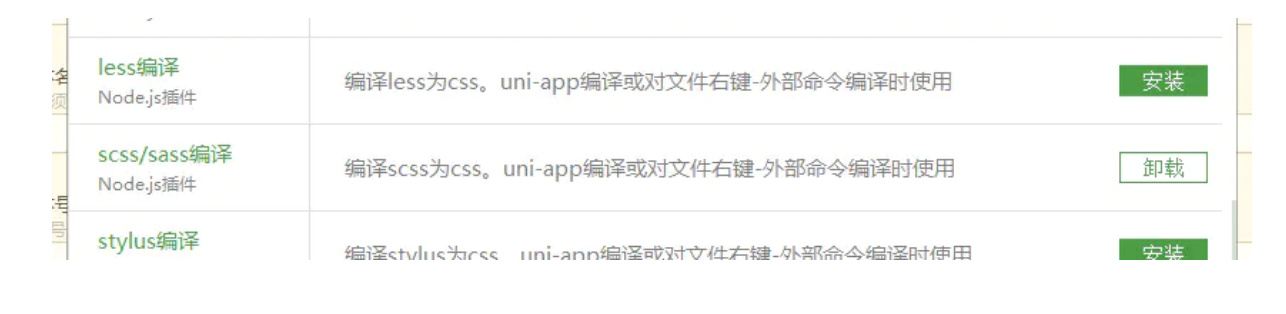 less编译
Node.js插件
编译less为css。uni-app编译或对文件右键-外部命令编译时使用
安装
scss/sass编译
Node.js插件
编译scss为css。uni-app编译或对文件右键-外部命令编译时使用
卸载
stylus编译
编译stylus为css　uni-app编译或对文件右键-外部命令编译时使用
安装